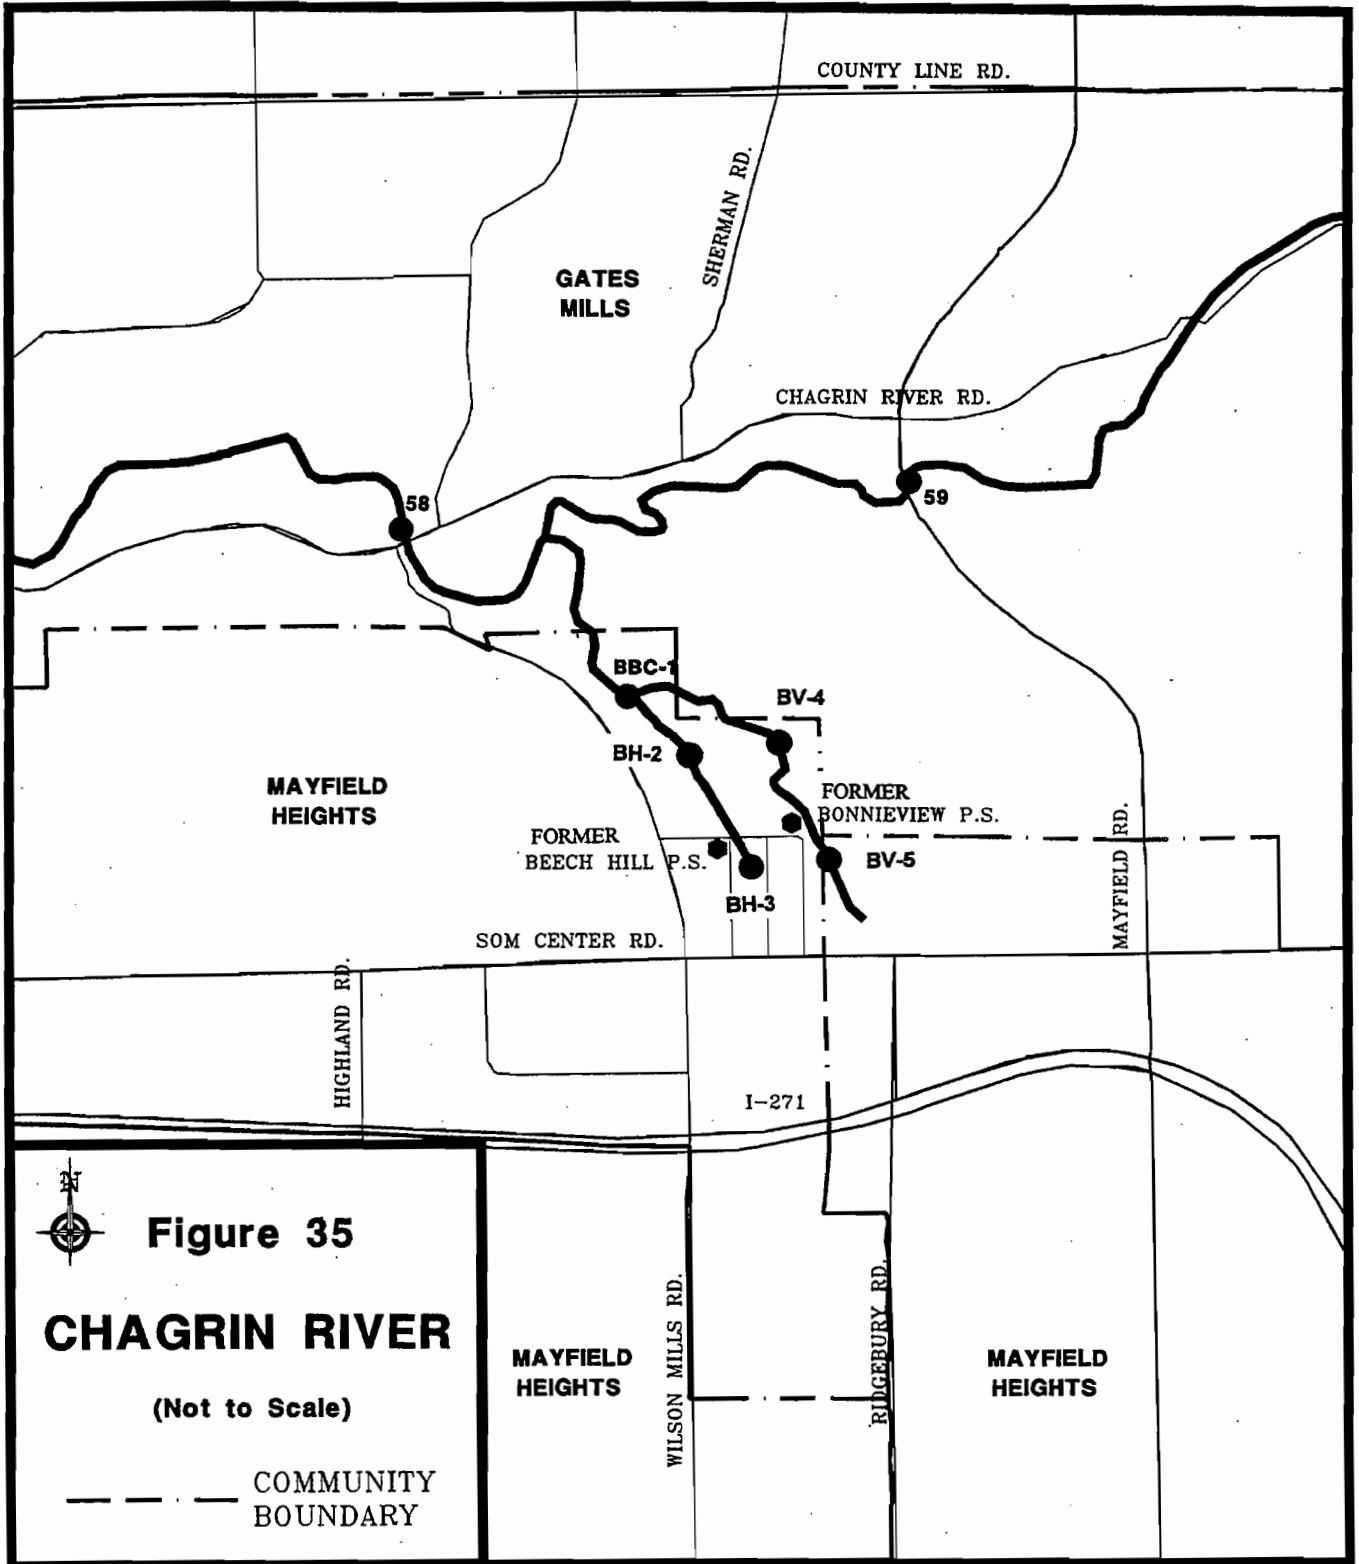 COUNTY LINE RD.
SHERMAN RD.
GATES
MILLS
CHAGRIN RIVER RD.
58
59
BBC-1
BV-4
BH-2
MAYFIELD
HEIGHTS
FORMER
BONNIEVIEW P.S.
FORMER
BEECH HILL P.S.
BV-5
BH-3
MAYFIELD RD.
SOM CENTER RD.
HIGHLAND RD.
I-271
N
Figure 35
CHAGRIN RIVER
(Not to Scale)
COMMUNITY
BOUNDARY
MAYFIELD
HEIGHTS
WILSON MILLS RD.
RIDGEBURY RD.
MAYFIELD
HEIGHTS